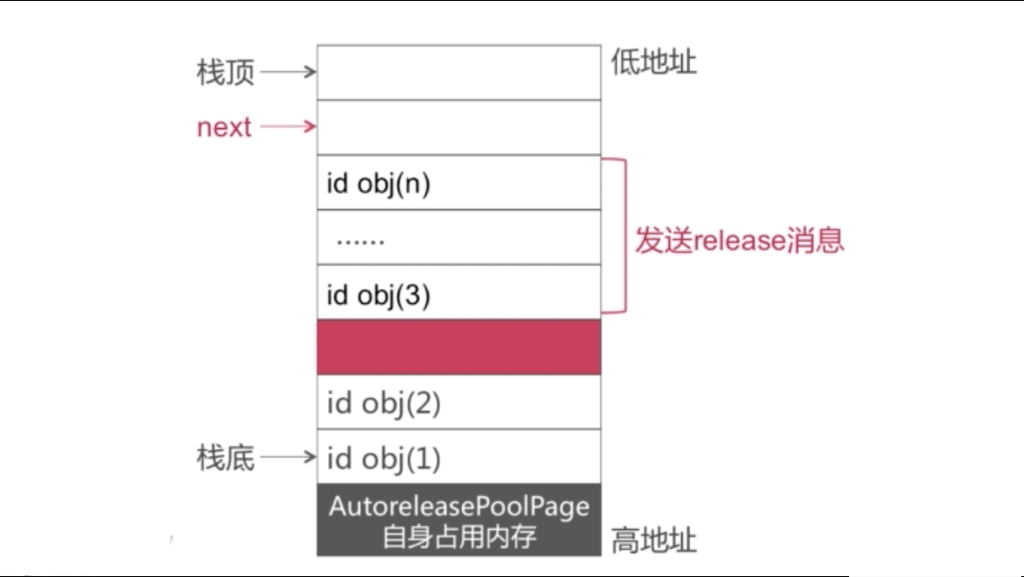 栈顶
低地址
next
id obj(n)
……
发送release消息
id obj(3)
id obj(2)
栈底
id obj(1)
AutoreleasePoolPage
自身占用内存
高地址